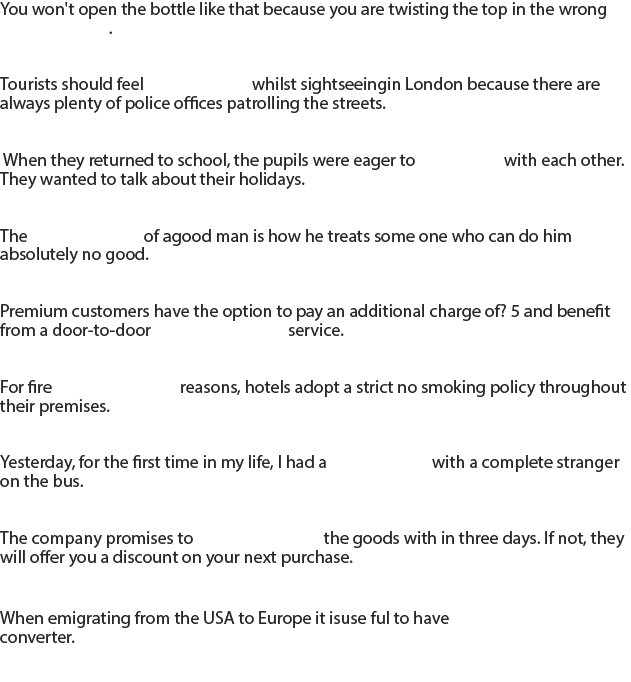 You won't open the bottle like that because you are twisting the top in the wrong
.
Tourists should feel whilst sightseeingin London because there are
always plenty of police offices patrolling the streets.
When they returned to school, the pupils were eager to with each other.
They wanted to talk about their holidays.
The of agood man is how he treats some one who can do him
absolutely no good.
Premium customers have the option to pay an additional charge of? 5 and benefit
from a door-to-door service.
For fire reasons, hotels adopt a strict no smoking policy throughout
their premises.
Yesterday, for the first time in my life, I had a with a complete stranger
on the bus.
The company promises to the goods with in three days. If not, they
will offer you a discount on your next purchase.
When emigrating from the USA to Europe it isuse ful to have
converter.